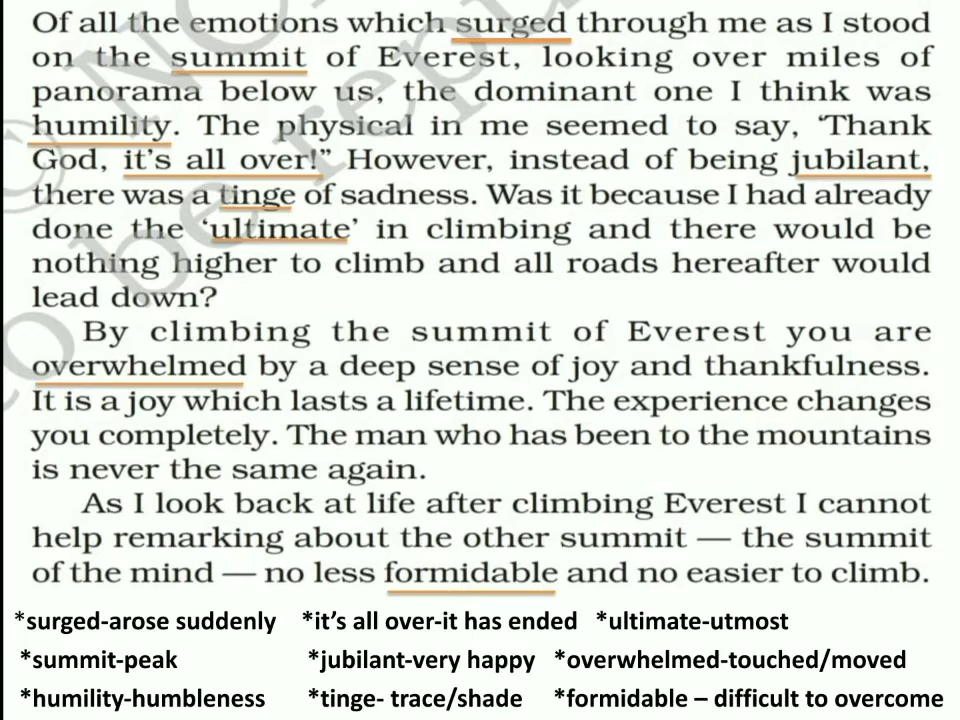 Of all the emotions which surged through me as I stood
on the summit of Everest, looking over miles of
panorama below us, the dominant one I think was
humility. The physical in me seemed to say, ‘Thank
God, it’s all over!” However, instead of being jubilant,
there was a tinge of sadness. Was it because I had already
done the ‘ultimate’ in climbing and there would be
nothing higher to climb and all roads hereafter would
lead down?
By climbing the summit of Everest you are
overwhelmed by a deep sense of joy and thankfulness.
It is a joy which lasts a lifetime. The experience changes
you completely. The man who has been to the mountains
is never the same again.
As I look back at life after climbing Everest I cannot
help remarking about the other summit — the summit
of the mind — no less formidable and no easier to climb.
*surged-arose suddenly *it’s all over-it has ended *ultimate-utmost
*summit-peak *jubilant-very happy *overwhelmed-touched/moved
*humility-humbleness *tinge- trace/shade *formidable – difficult to overcome